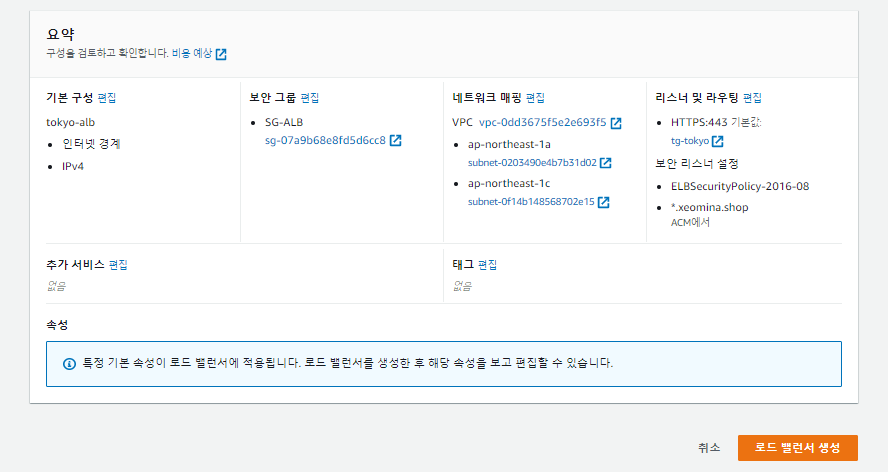 요약
구성을 검토하고 확인합니다. 비용 예상
기본 구성 편집
tokyo-alb
인터넷 경계
IPv4
보안 그룹 편집
SG-ALB
sg-07a9b68e8fd5d6cc8
네트워크 매핑 편집
VPC vpc-0dd3675f5e2e693f5
ap-northeast-1a
subnet-0203490e4b7b31d02
ap-northeast-1c
subnet-0f14b148568702e15
리스너 및 라우팅 편집
HTTPS:443 기본값:
tg-tokyo
보안 리스너 설정
ELBSecurityPolicy-2016-08
*.xeomina.shop
ACM에서
추가 서비스 편집
없음
태그 편집
없음
속성
특정 기본 속성이 로드 밸런서에 적용됩니다. 로드 밸런서를 생성한 후 해당 속성을 보고 편집할 수 있습니다.
취소
로드 밸런서 생성